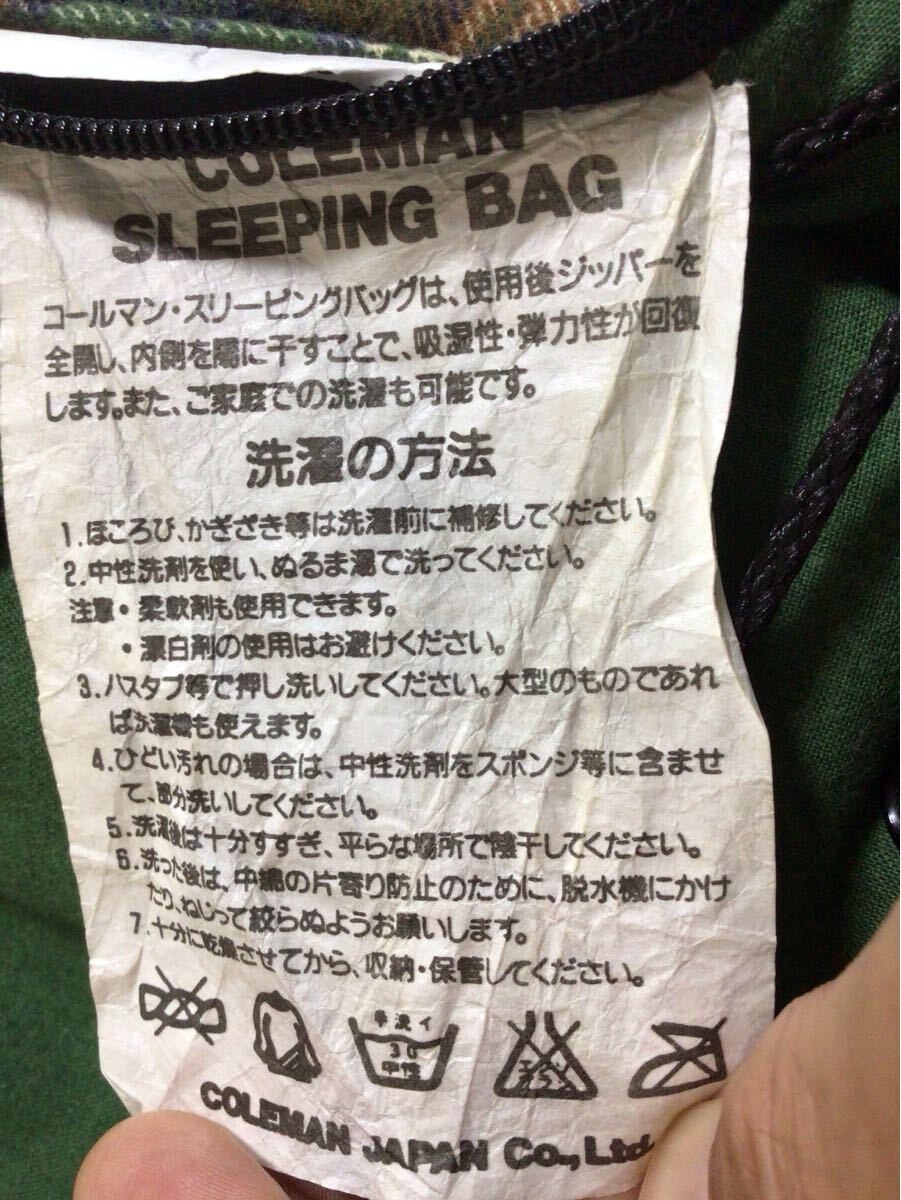 COLEMAN
SLEEPING BAG
コールマン・スリーピングバッグは、使用後ジッパーを
全開し、内側を陽に干すことで、吸湿性・弾力性が回復
します。また、ご家庭での洗濯も可能です。
洗濯の方法
1.ほころび、かぎざき等は洗濯前に補修してください。
2.中性洗剤を使い、ぬるま湯で洗ってください。
注意・柔軟剤も使用できます。
・漂白剤の使用はお避けください。
3.バスタブ等で押し洗いしてください。大型のものであれ
ば洗濯機も使えます。
4.ひどい汚れの場合は、中性洗剤をスポンジ等に含ませ
て、部分洗いしてください。
5.洗濯後は十分すすぎ、平らな場所で陰干してください。
6.洗った後は、中綿の片寄り防止のために、脱水機にかけ
たり、ねじって絞らぬようお願いします。
7.十分に乾燥させてから、収納・保管してください。
手洗イ
30
中性
エンソ
サラシ
COLEMAN JAPAN Co.,Ltd.